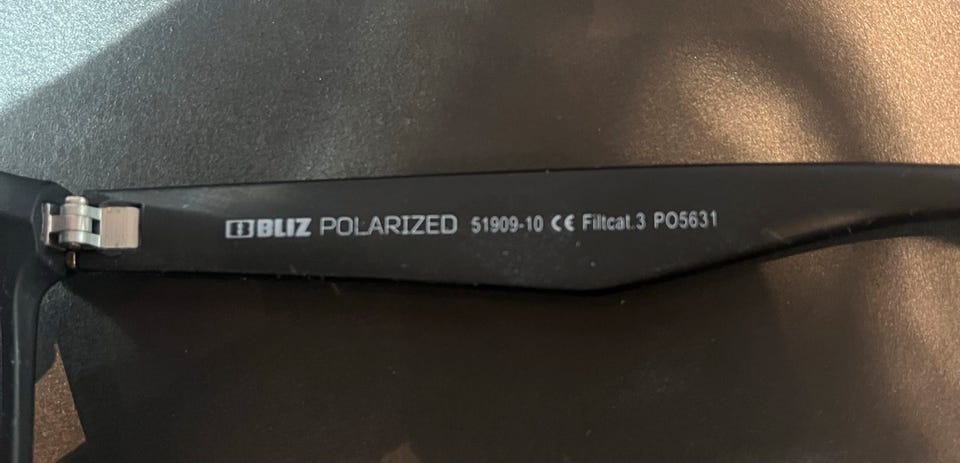 BLIZ POLARIZED 51909-10 CE Filtcat.3 PO5631